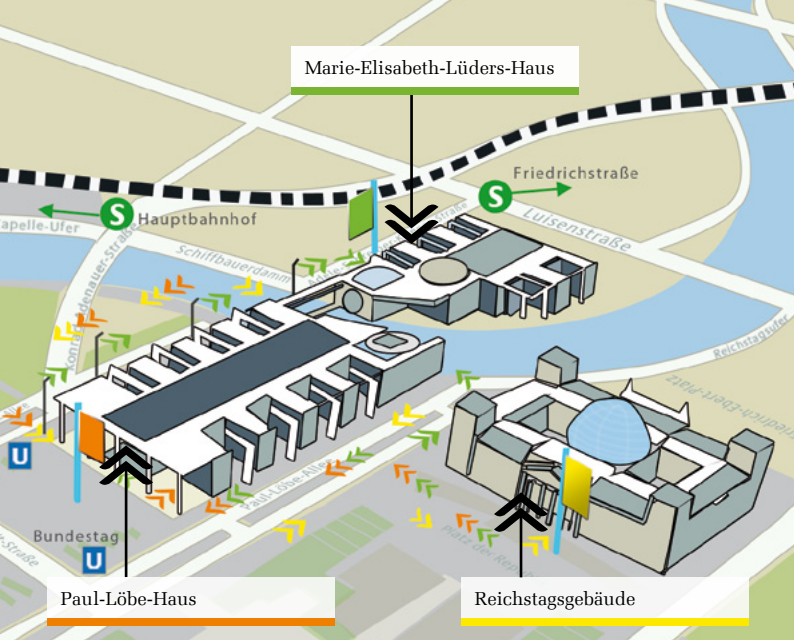 Marie-Elisabeth-Lüders-Haus
Friedrichstraße
S
S
Hauptbahnhof
Luisenstraße
apelle-Ufer
Schiffbauerdamm
Reichstagsufer
U
Paul-Löbe-Allee
Bundestag
U
Platz der Repu
Paul-Löbe-Haus
Reichstagsgebäude